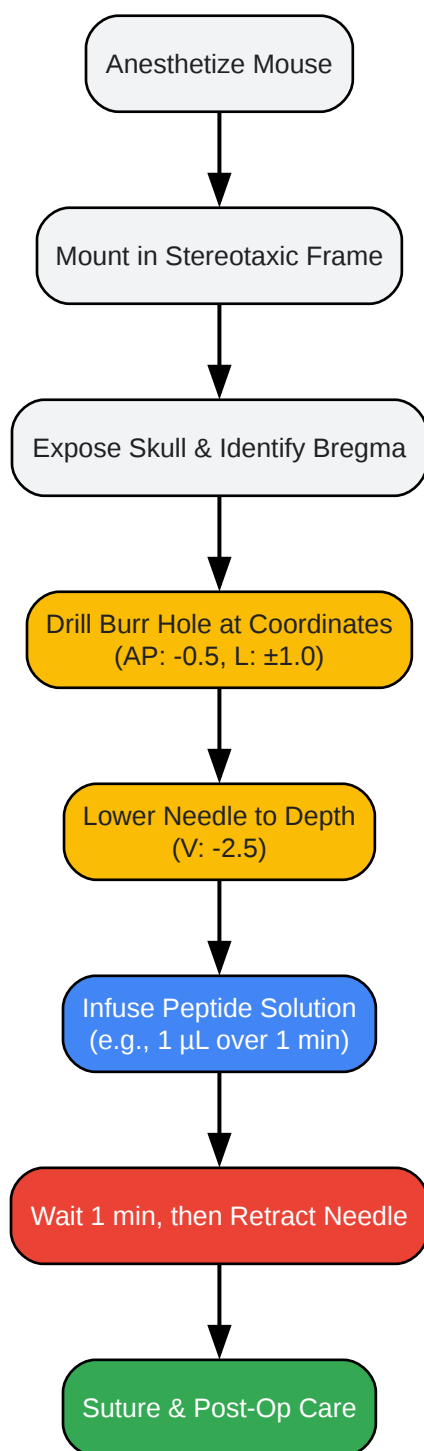 Anesthetize Mouse
Mount in Stereotaxic Frame
Expose Skull & Identify Bregma
Drill Burr Hole at Coordinates
(AP: -0.5, L: ±1.0)
Lower Needle to Depth
(V: -2.5)
Infuse Peptide Solution
(e.g., 1 µL over 1 min)
Wait 1 min, then Retract Needle
Suture & Post-Op Care